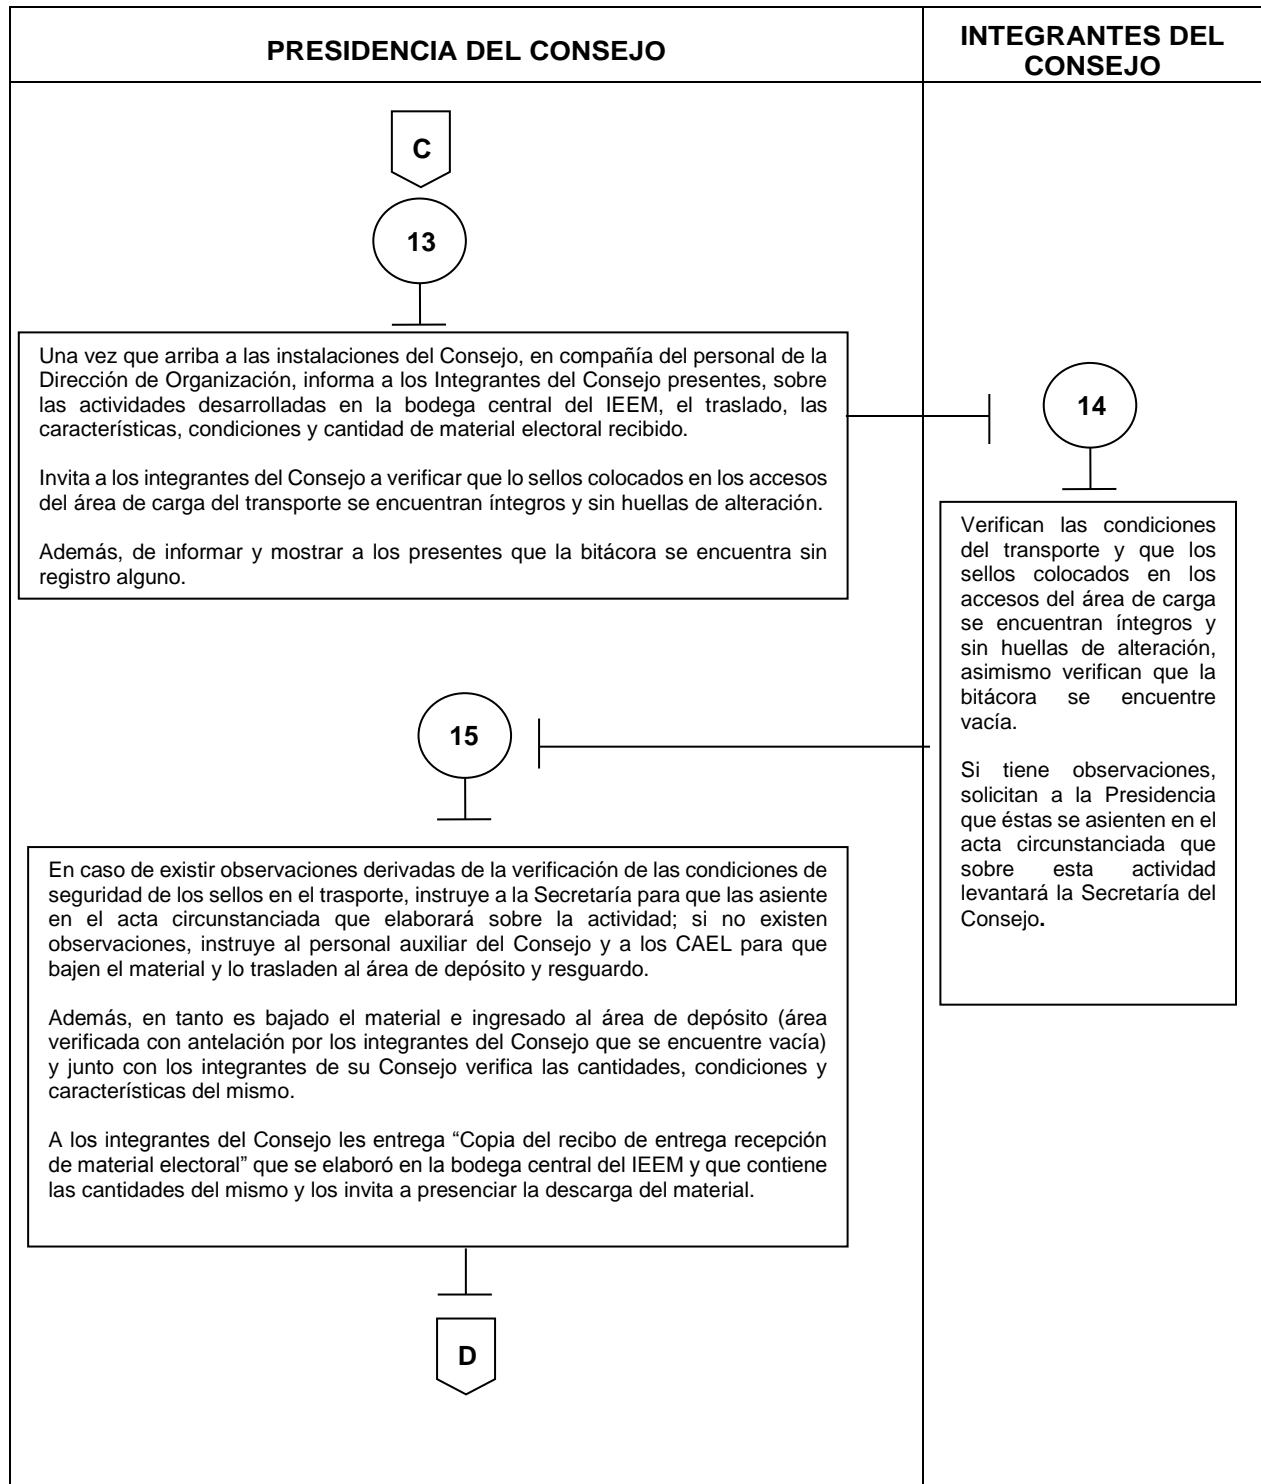 PRESIDENCIA DEL CONSEJO
INTEGRANTES DEL
CONSEJO
C
13
Una vez que arriba a las instalaciones del Consejo, en compañía del personal de la
Dirección de Organización, informa a los Integrantes del Consejo presentes, sobre
las actividades desarrolladas en la bodega central del IEEM, el traslado, las
características, condiciones y cantidad de material electoral recibido.
Invita a los integrantes del Consejo a verificar que lo sellos colocados en los accesos
del área de carga del transporte se encuentran íntegros y sin huellas de alteración.
Además, de informar y mostrar a los presentes que la bitácora se encuentra sin
registro alguno.
14
Verifican las condiciones
del transporte y que los
sellos colocados en los
accesos del área de carga
se encuentran íntegros y
sin huellas de alteración,
asimismo verifican que la
bitácora se encuentre
vacía.
Si tiene observaciones,
solicitan a la Presidencia
que éstas se asienten en el
acta circunstanciada que
sobre esta actividad
levantará la Secretaría del
Consejo.
15
En caso de existir observaciones derivadas de la verificación de las condiciones de
seguridad de los sellos en el trasporte, instruye a la Secretaría para que las asiente
en el acta circunstanciada que elaborará sobre la actividad; si no existen
observaciones, instruye al personal auxiliar del Consejo y a los CAEL para que
bajen el material y lo trasladen al área de depósito y resguardo.
Además, en tanto es bajado el material e ingresado al área de depósito (área
verificada con antelación por los integrantes del Consejo que se encuentre vacía)
y junto con los integrantes de su Consejo verifica las cantidades, condiciones y
características del mismo.
A los integrantes del Consejo les entrega “Copia del recibo de entrega recepción
de material electoral” que se elaboró en la bodega central del IEEM y que contiene
las cantidades del mismo y los invita a presenciar la descarga del material.
D